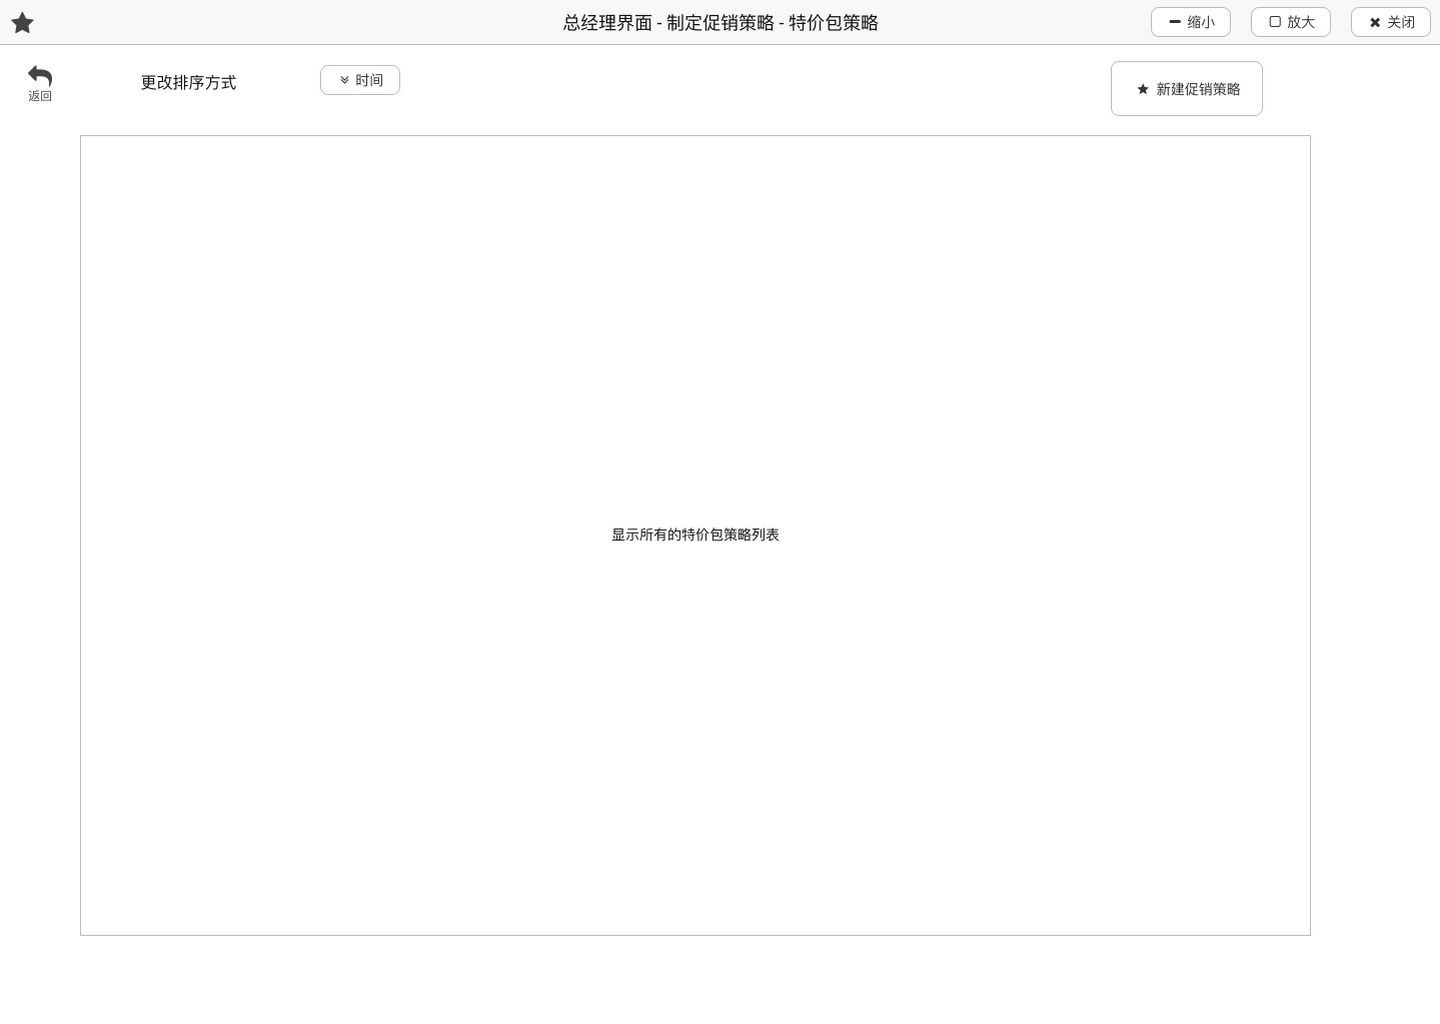 总经理界面 - 制定促销策略 - 特价包策略
缩小
放大
关闭
返回
更改排序方式
时间
新建促销策略
显示所有的特价包策略列表